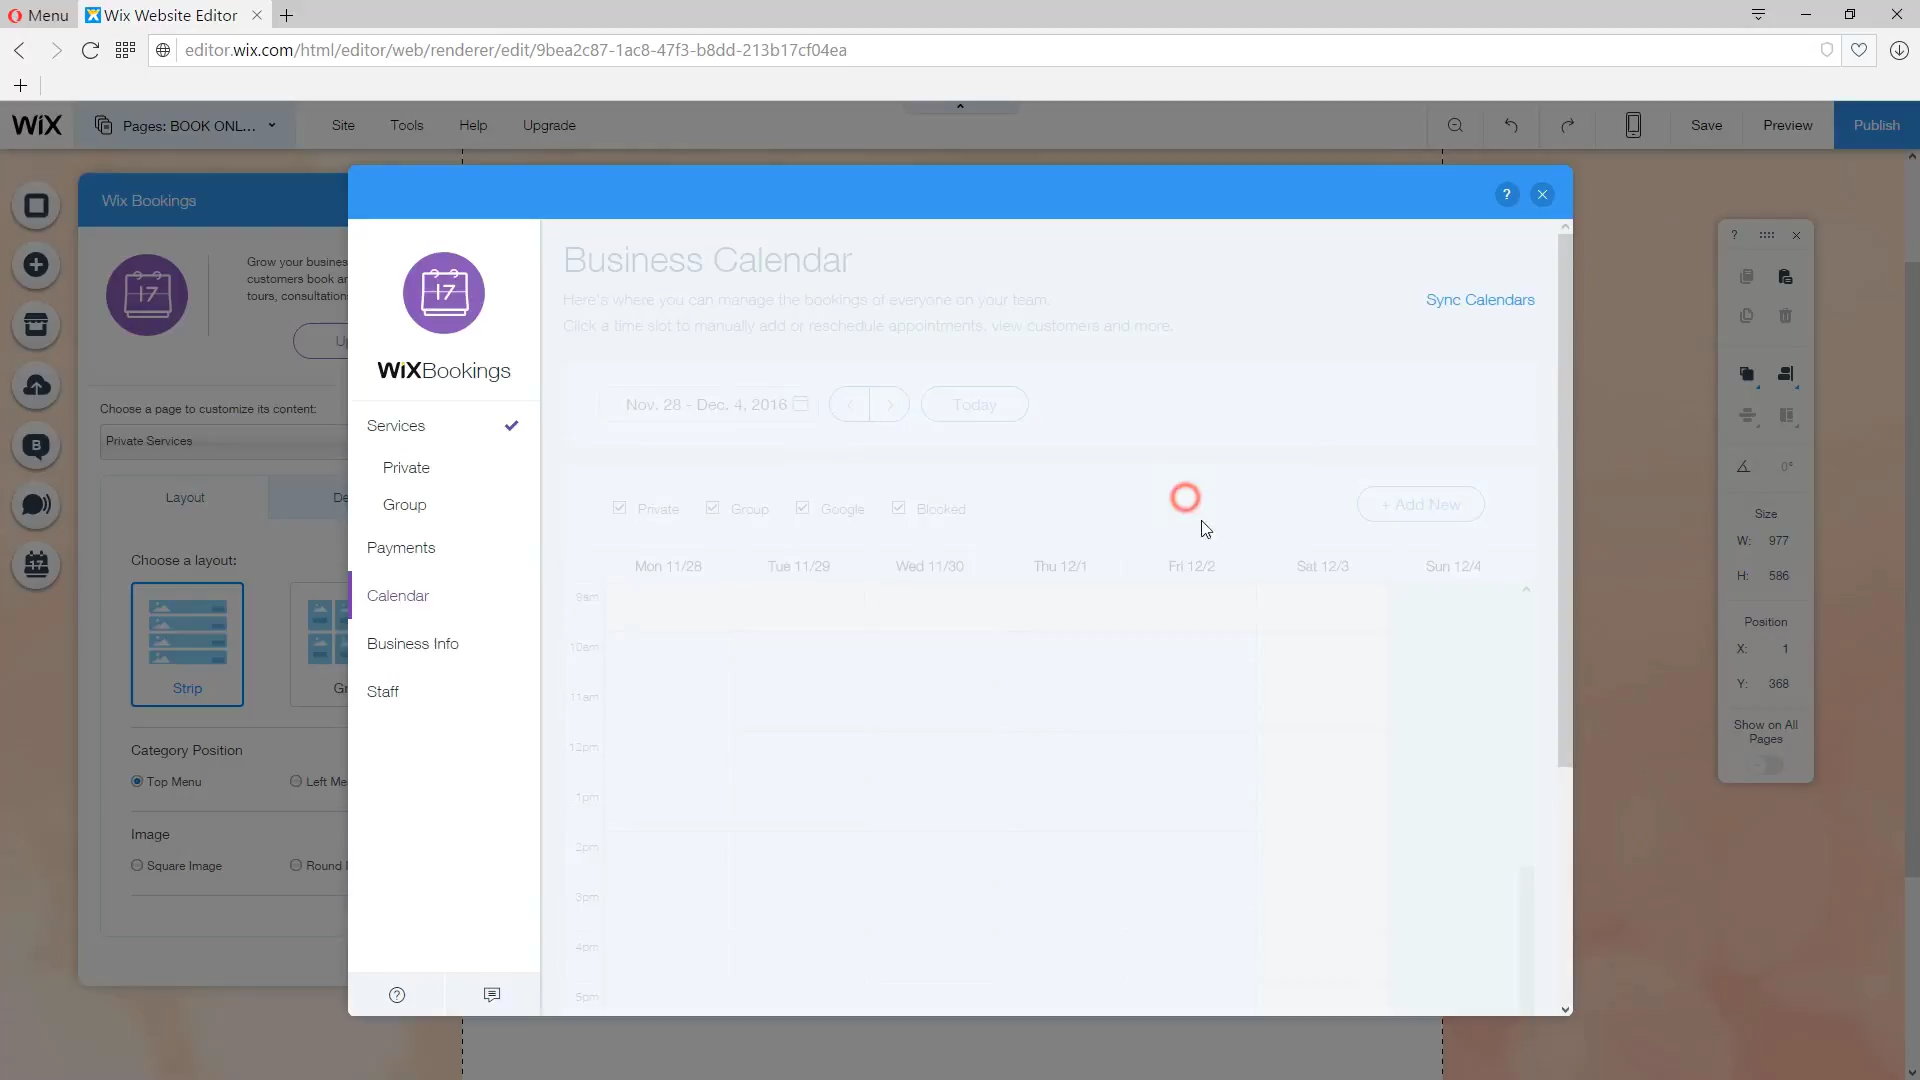 Menu
Wix Website Editor
editor.wix.com/html/editor/web/renderer/edit/9bea2c87-1ac8-47f3-b8dd-213b17cf04ea
WiX
Pages: BOOK ONL...
Site
Tools
Help
Upgrade
Save
Preview
Publish
Wix Bookings
17
Grow your busines
customers book a
tours, consultation
U
Choose a page to customize its content:
Private Services
Layout
De
Choose a layout:
Strip
Gr
Category Position
Top Menu
Left Me
Image
Square Image
Round I
B
17
?
17
WiXBookings
Services
Private
Group
Payments
Calendar
Business Info
Staff
?
Business Calendar
Here's where you can manage the bookings of everyone on your team.
Click a time slot to manually add or reschedule appointments, view customers and more.
Sync Calendars
Nov. 28 - Dec. 4, 2016
Today
Private
Group
Google
Blocked
+ Add New
Mon 11/28
Tue 11/29
Wed 11/30
Thu 12/1
Fri 12/2
Sat 12/3
Sun 12/4
9am
10am
11am
12pm
1pm
2pm
3pm
4pm
5pm
?
0°
Size
W: 977
H: 586
Position
X: 1
Y: 368
Show on All
Pages